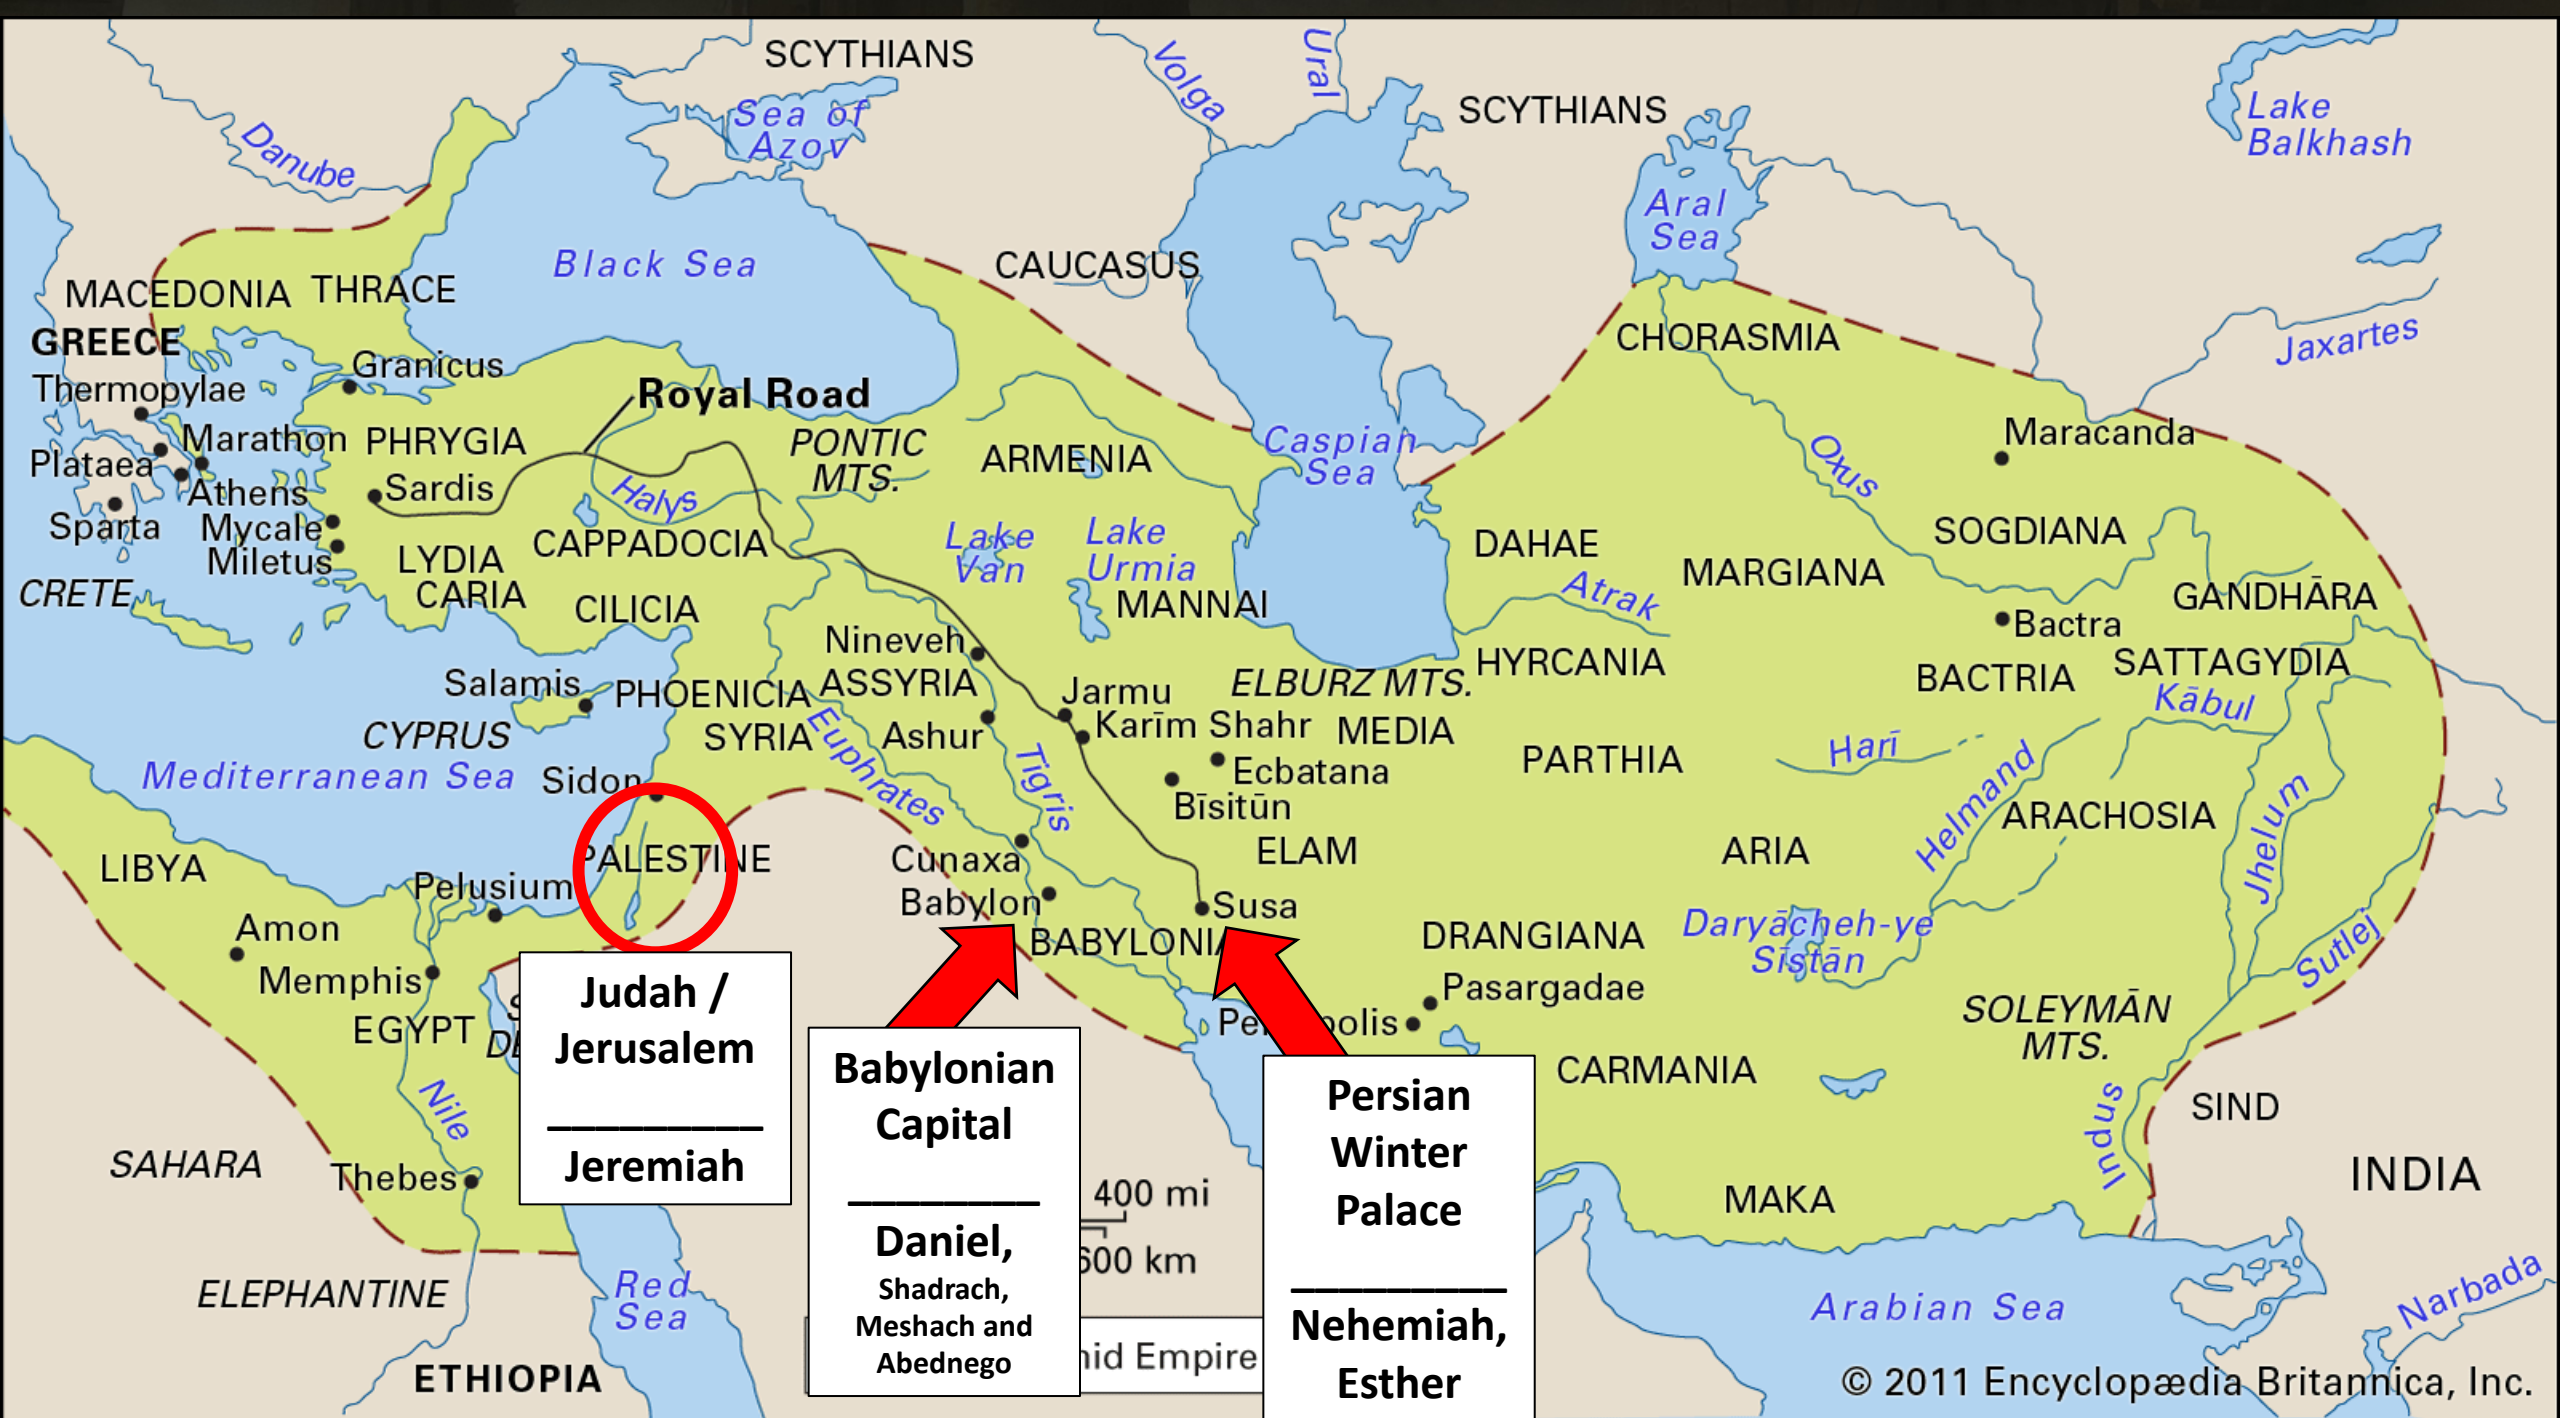 SCYTHIANS
Volga
Ural
SCYTHIANS
Lake
Balkhash
Sea of
Azov
Danube
Aral
Sea
Black Sea
CAUCASUS
MACEDONIA
THRACE
GREECE
Thermopylae
Granicus
Royal Road
CHORASMIA
Jaxartes
Marathon
PHRYGIA
PONTIC
MTS.
ARMENIA
Caspian
Sea
Oxus
Maracanda
Plataea
Athens
Sardis
Halys
Sparta
Mycale
Miletus
LYDIA
CARIA
CAPPADOCIA
CILICIA
Lake
Van
Lake
Urmia
MANNAI
DAHAE
Atrak
MARGIANA
SOGDIANA
GANDHĀRA
CRETE
Nineveh
ASSYRIA
Ashur
Bactra
BACTRIA
SATTAGYDIA
Kābul
HYRCANIA
ELBURZ MTS.
Salamis
CYPRUS
PHOENICIA
SYRIA
Jarmu
Karīm Shahr
MEDIA
Ecbatana
Bīsitūn
PARTHIA
Harī
Helmand
ARACHOSIA
Jhelum
Mediterranean Sea
Sidon
Euphrates
Tigris
PALESTINE
Cunaxa
Babylon
BABYLONIA
ELAM
Susa
ARIA
LIBYA
Pelusium
Amon
Memphis
EGYPT
DRANGIANA
Daryācheh-ye
Sīstān
Sutlej
Pasargadae
SOLEYMĀN
MTS.
CARMANIA
Indus
SIND
INDIA
Nile
SAHARA
Thebes
MAKA
ELEPHANTINE
ETHIOPIA
Red
Sea
Arabian Sea
Narbada
Judah /
Jerusalem
_________
Jeremiah
Babylonian
Capital
________
Daniel,
Shadrach,
Meshach and
Abednego
Persian
Winter
Palace
_________
Nehemiah,
Esther
400 mi
600 km
Empire
© 2011 Encyclopædia Britannica, Inc.